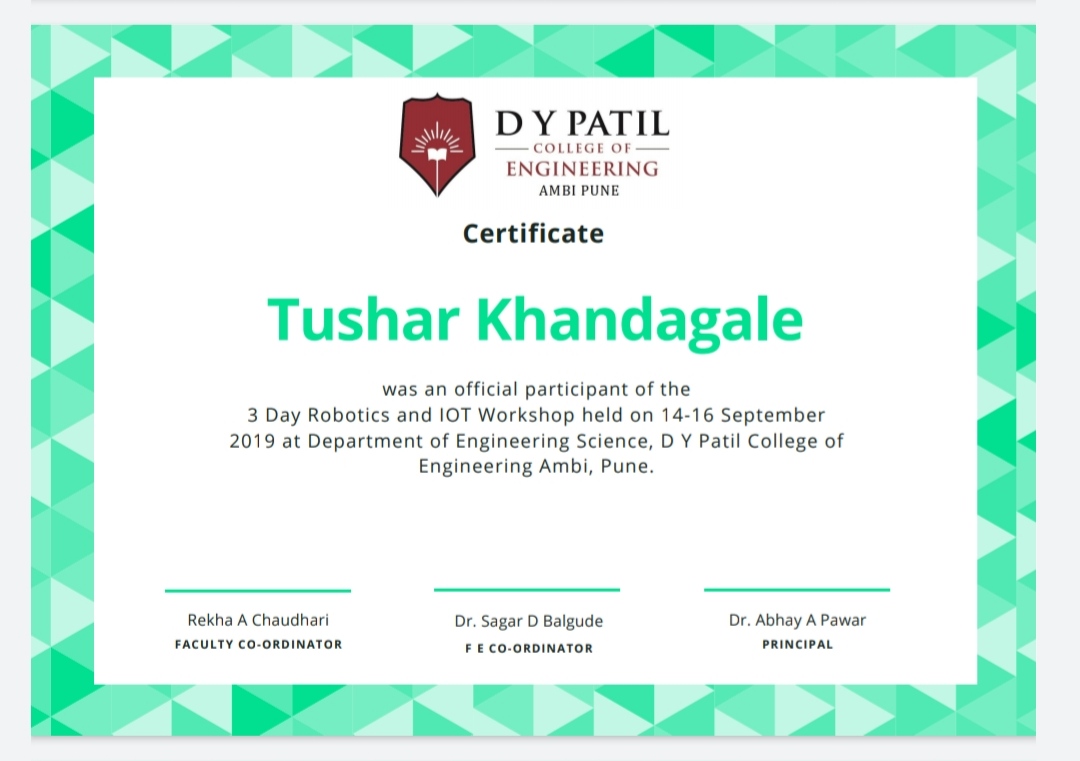 D Y PATIL
COLLEGE OF
ENGINEERING
AMBI PUNE
Certificate
Tushar Khandagale
was an official participant of the
3 Day Robotics and IOT Workshop held on 14-16 September
2019 at Department of Engineering Science, D Y Patil College of
Engineering Ambi, Pune.
Rekha A Chaudhari
FACULTY CO-ORDINATOR
Dr. Sagar D Balgude
F E CO-ORDINATOR
Dr. Abhay A Pawar
PRINCIPAL